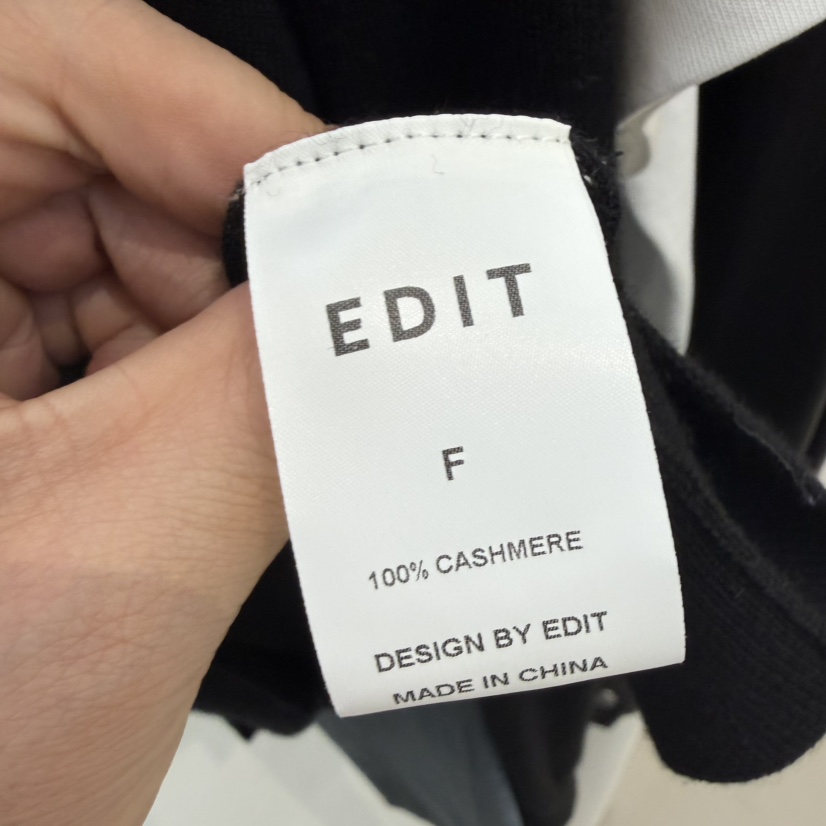 EDIT
F
100% CASHMERE
DESIGN BY EDIT
MADE IN CHINA